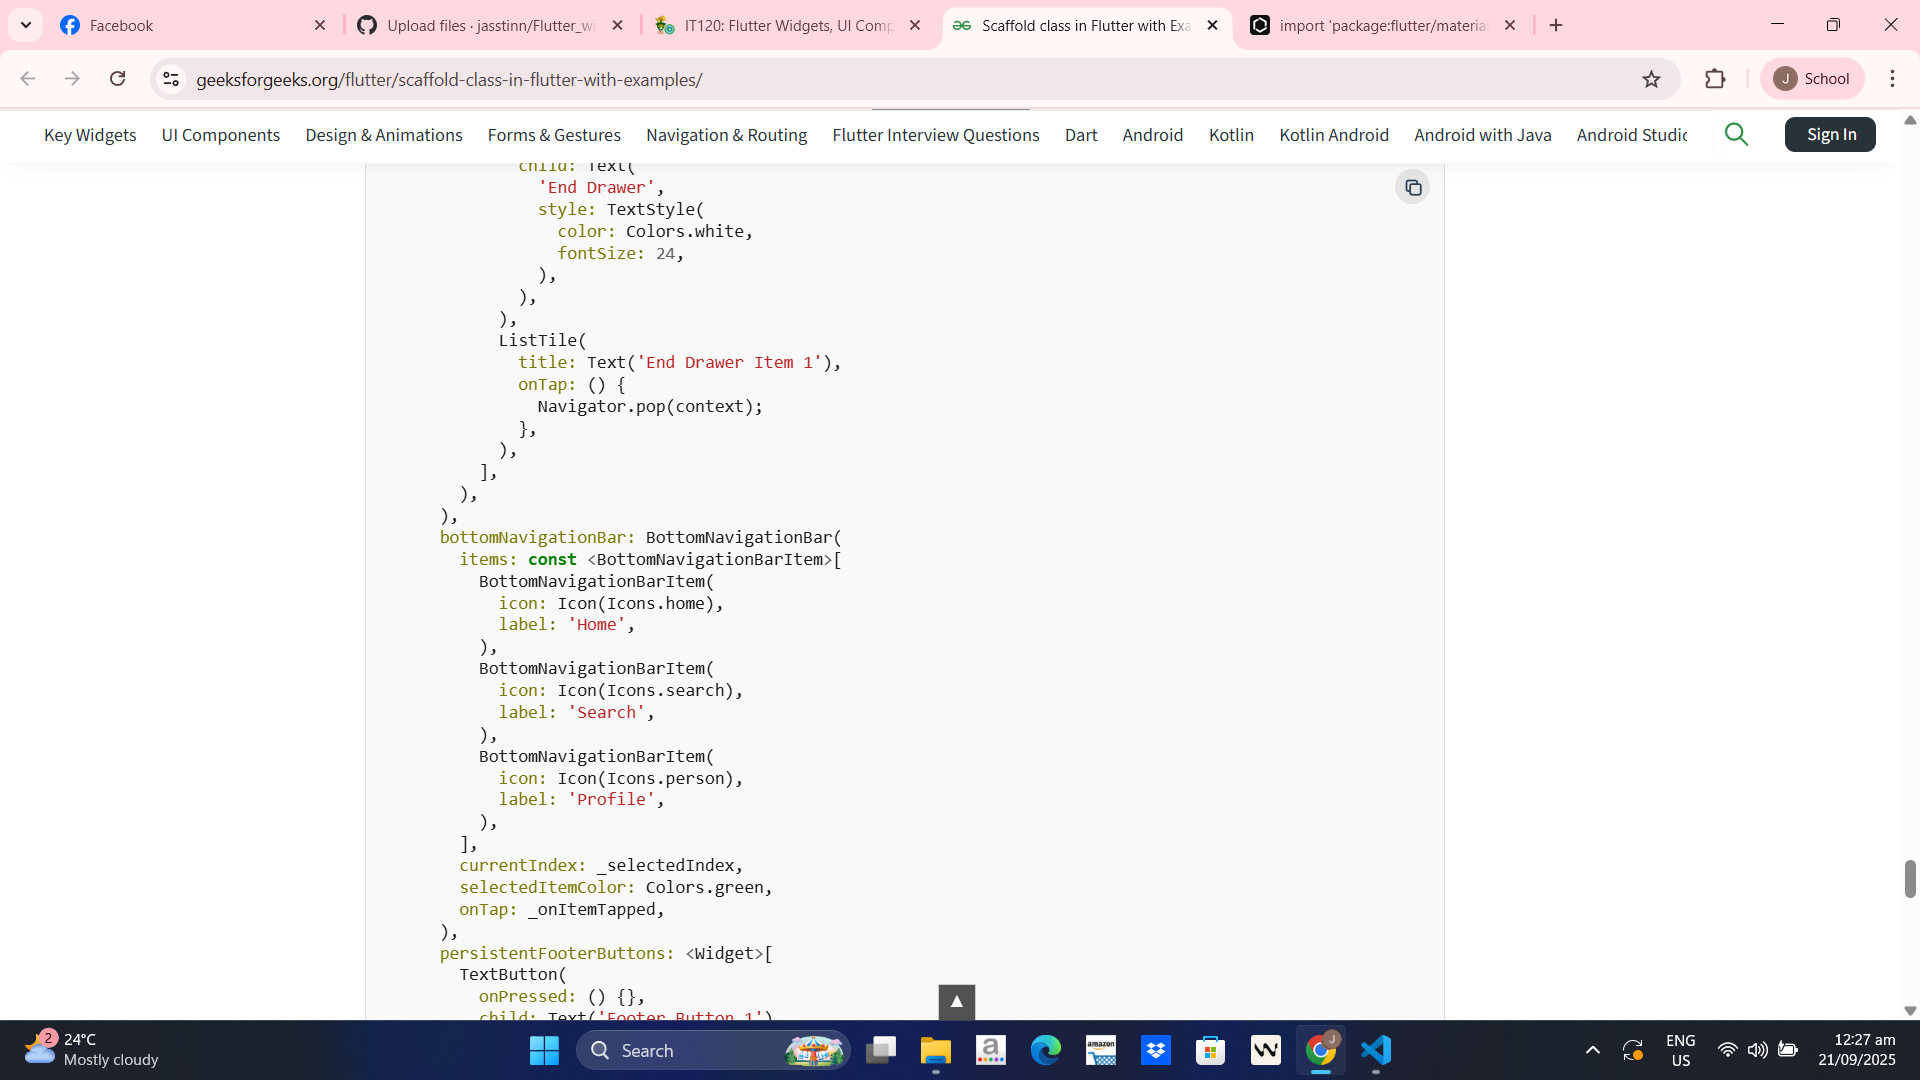 Facebook
Upload files · jasstinn/Flutter_wi
IT120: Flutter Widgets, UI Comp
Scaffold class in Flutter with Exa
import 'package:flutter/material
geeksforgeeks.org/flutter/scaffold-class-in-flutter-with-examples/
J School
Key Widgets UI Components Design & Animations Forms & Gestures Navigation & Routing Flutter Interview Questions Dart Android Kotlin Kotlin Android Android with Java Android Studio Sign In
child: Text(
'End Drawer',
style: TextStyle(
color: Colors.white,
fontSize: 24,
),
),
),
ListTile(
title: Text('End Drawer Item 1'),
onTap: () {
Navigator.pop(context);
},
),
],
),
),
bottomNavigationBar: BottomNavigationBar(
items: const <BottomNavigationBarItem>[
BottomNavigationBarItem(
icon: Icon(Icons.home),
label: 'Home',
),
BottomNavigationBarItem(
icon: Icon(Icons.search),
label: 'Search',
),
BottomNavigationBarItem(
icon: Icon(Icons.person),
label: 'Profile',
),
],
currentIndex: _selectedIndex,
selectedItemColor: Colors.green,
onTap: _onItemTapped,
),
persistentFooterButtons: <Widget>[
TextButton(
onPressed: () {},
child: Text('Footer Button 1')
2
24°C
Mostly cloudy
Search
a
amazon
J
ENG
US
12:27 am
21/09/2025